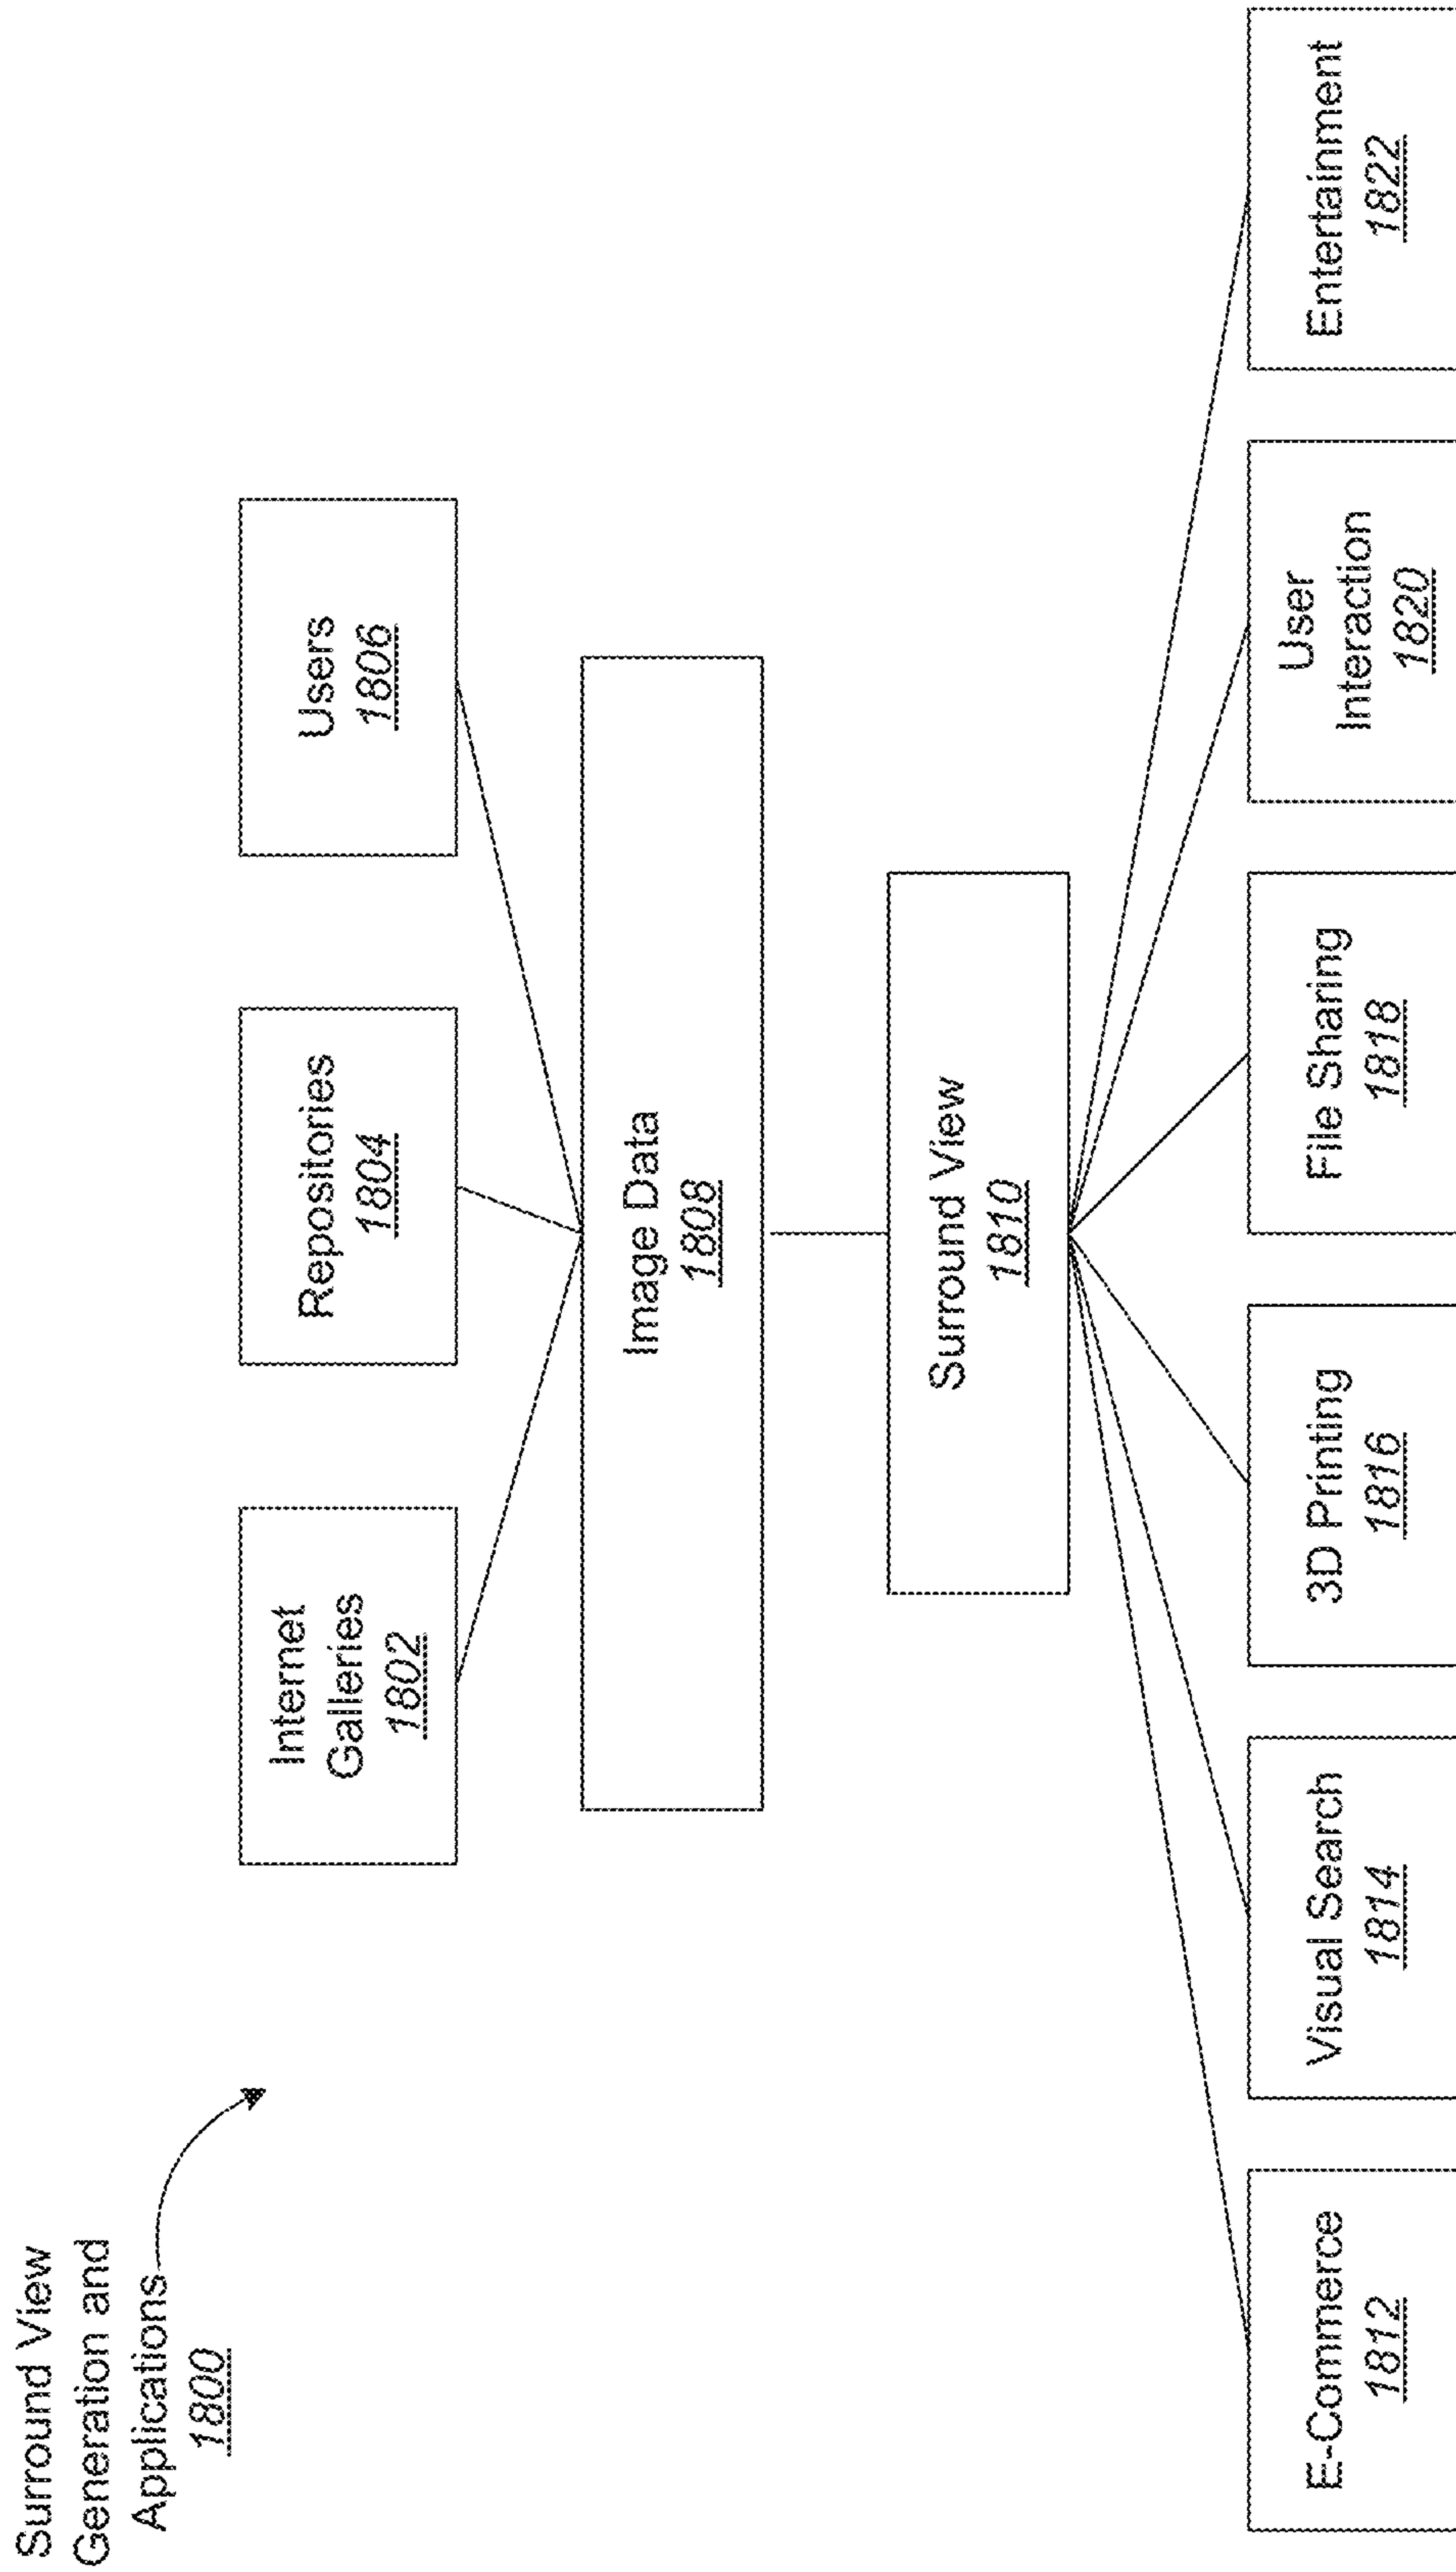 Surround View
Generation and
Applications
1800
Internet
Galleries
1802
Repositories
1804
Users
1806
Image Data
1808
Surround View
1810
E-Commerce
1812
Visual Search
1814
3D Printing
1816
File Sharing
1818
User
Interaction
1820
Entertainment
1822